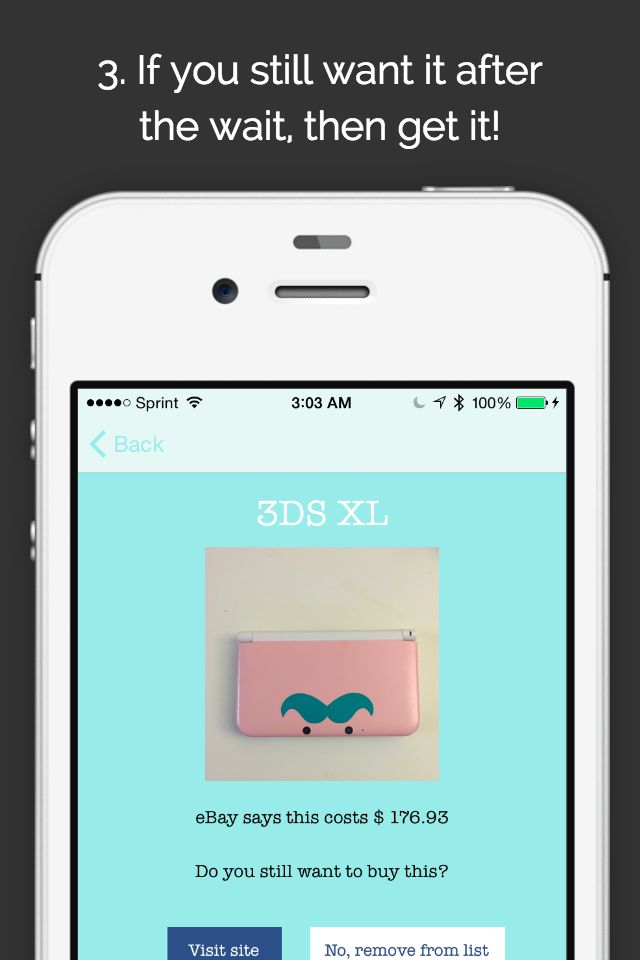 3. If you still want it after
the wait, then get it!
Sprint 3:03 AM 100%
Back
3DS XL
eBay says this costs $ 176.93
Do you still want to buy this?
Visit site No, remove from list